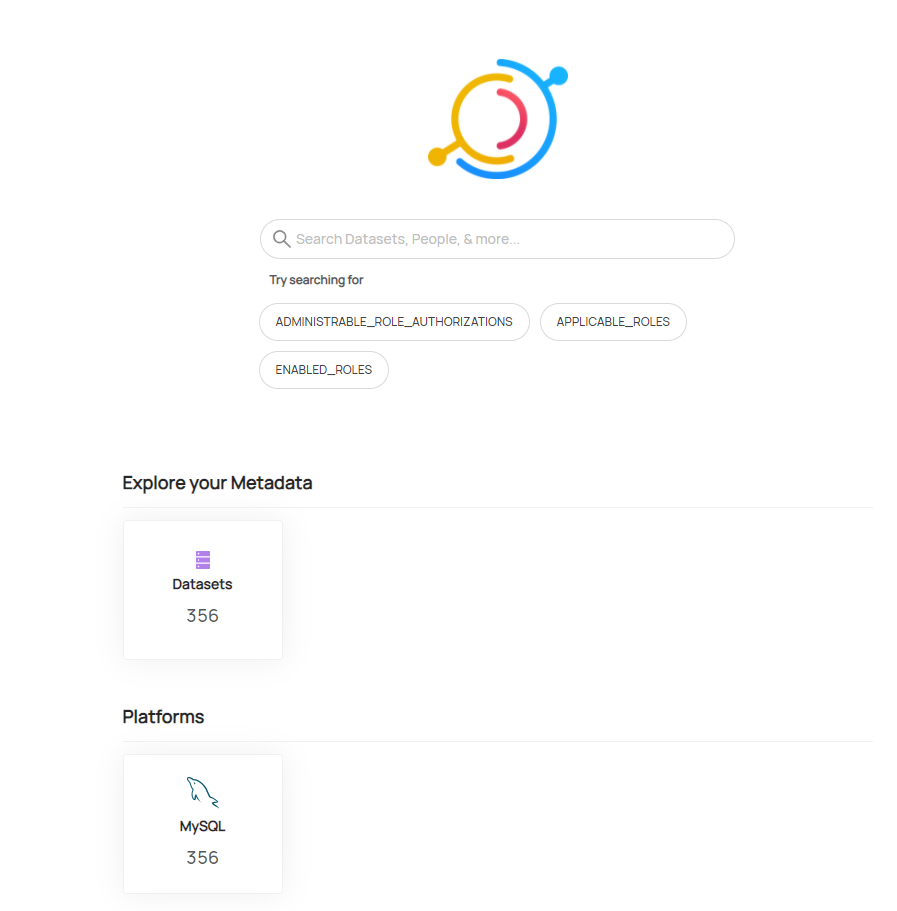 Search Datasets, People, & more...
Try searching for
ADMINISTRABLE_ROLE_AUTHORIZATIONS APPLICABLE_ROLES
ENABLED_ROLES
Explore your Metadata
Datasets
356
Platforms
MySQL
356